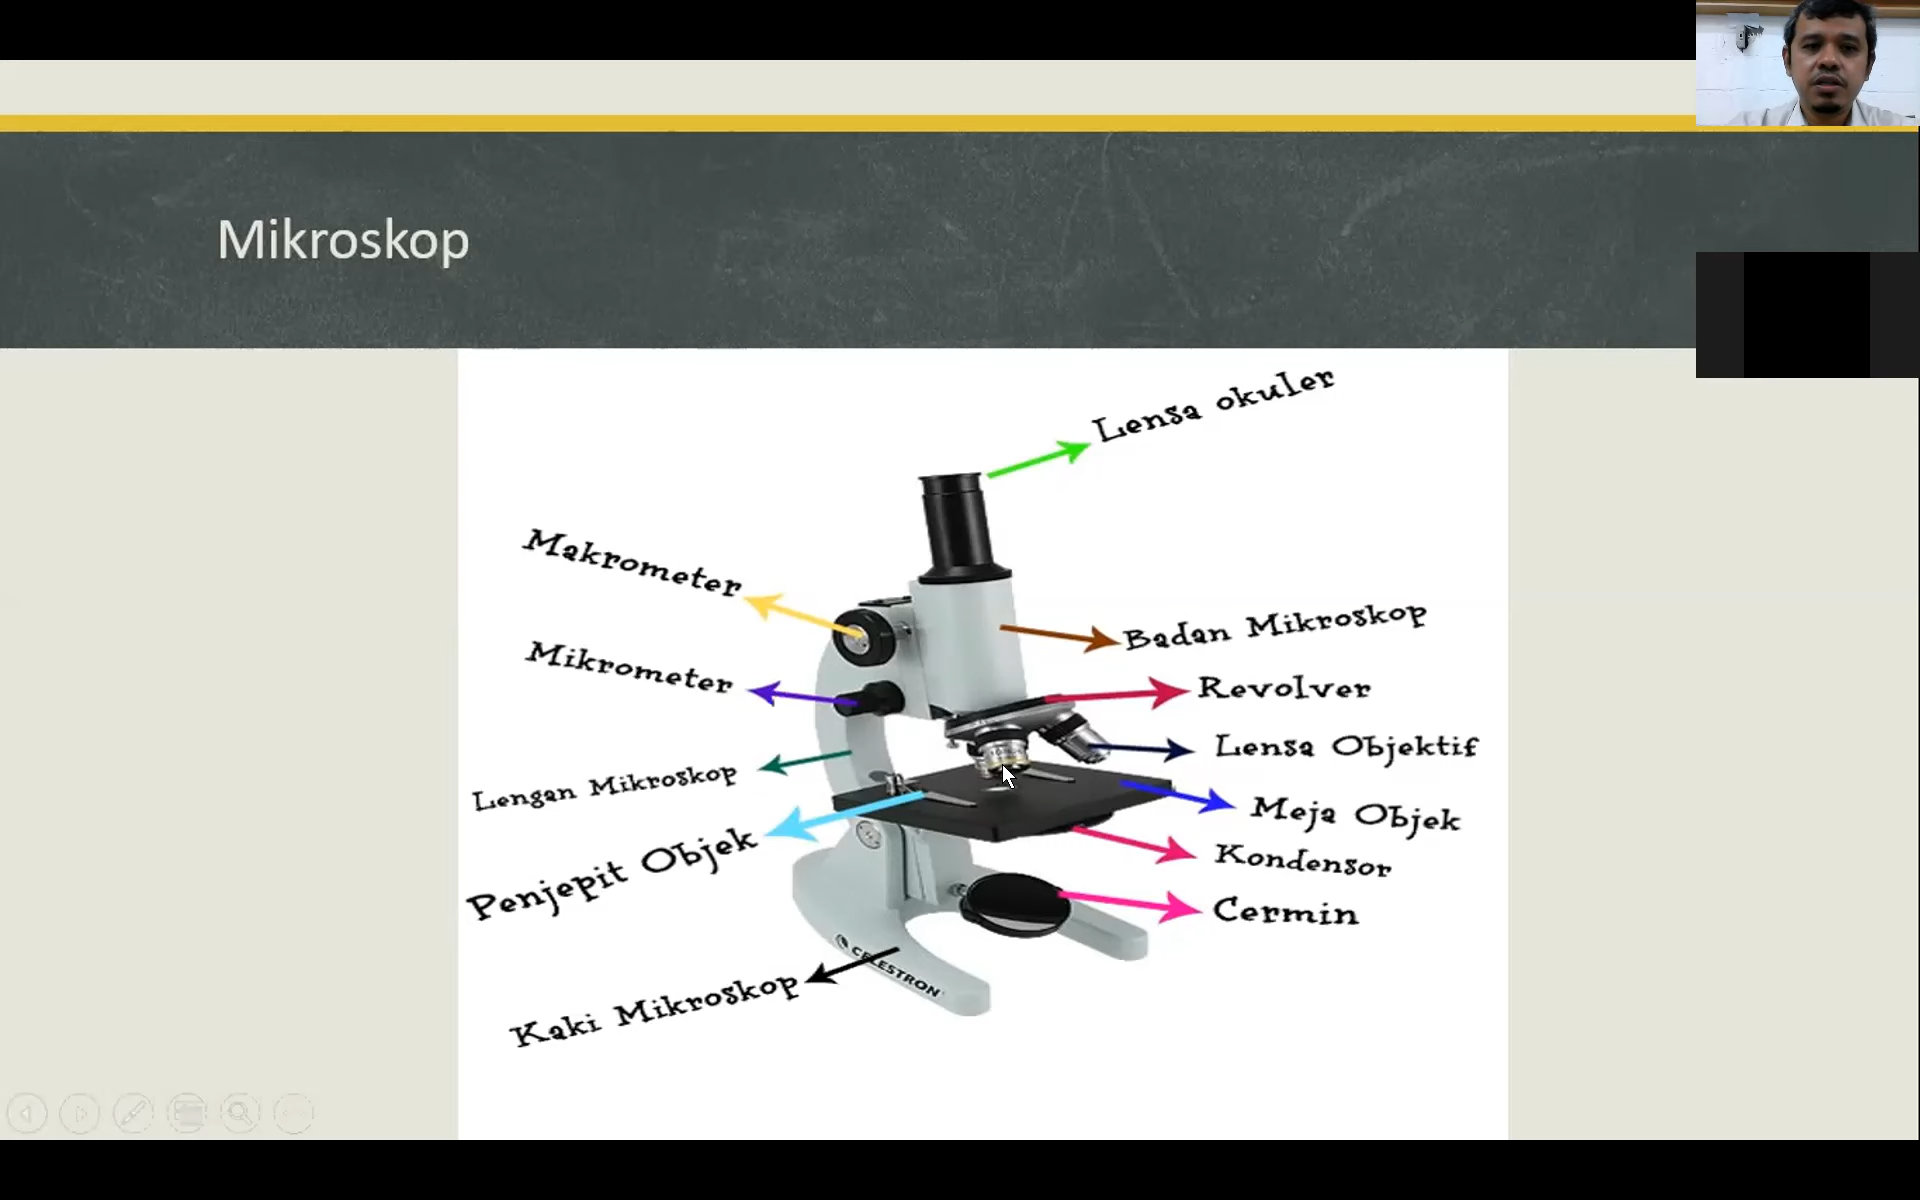 Mikroskop
Lensa okuler
Makrometer
Badan Mikroskop
Mikrometer
Revolver
Lensa Objektif
Lengan Mikroskop
Meja Objek
Penjepit Objek
Kondensor
Cermin
CELESTRON
Kaki Mikroskop